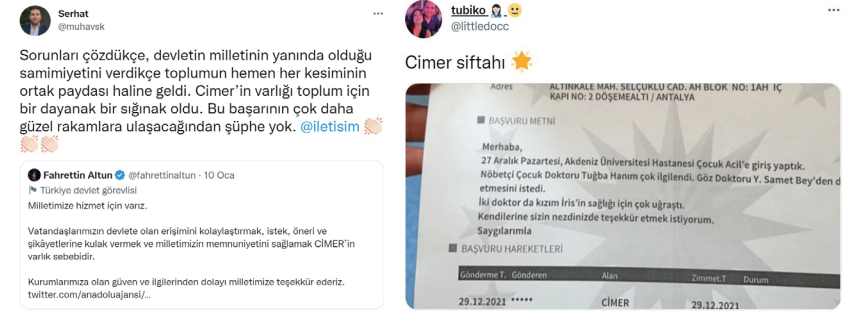 Serhat
@muhavsk
Sorunları çözdükçe, devletin milletinin yanında olduğu
samimiyetini verdikçe toplumun hemen her kesiminin
ortak paydası haline geldi. Cimer'in varlığı toplum için
bir dayanak bir sığınak oldu. Bu başarının çok daha
güzel rakamlara ulaşacağından şüphe yok. @iletisim 👏🏻
👏🏻👏🏻
Fahrettin Altun @fahrettinaltun · 10 Oca
Türkiye devlet görevlisi
Milletimize hizmet için varız.
Vatandaşlarımızın devlete olan erişimini kolaylaştırmak, istek, öneri ve
şikâyetlerine kulak vermek ve milletimizin memnuniyetini sağlamak CİMER'in
varlık sebebidir.
Kurumlarımıza olan güven ve ilgilerinden dolayı milletimize teşekkür ederiz.
twitter.com/anadoluajansi/...
tubiko
@littledocc
Cimer siftahı 🌟
Adres
ALTINKALE MAH. SELÇUKLU CAD. AH BLOK NO: 1AH İÇ
KAPI NO: 2 DÖŞEMEALTI / ANTALYA
BAŞVURU METNİ
Merhaba,
27 Aralık Pazartesi, Akdeniz Üniversitesi Hastanesi Çocuk Acil'e giriş yaptık.
Nöbetçi Çocuk Doktoru Tuğba Hanım çok ilgilendi. Göz Doktoru Y. Samet Bey'den d
etmesini istedi.
İki doktor da kızım İris'in sağlığı için çok uğraştı.
Kendilerine sizin nezdinizde teşekkür etmek istiyorum.
Saygılarımla
BAŞVURU HAREKETLERİ
Gönderme T. Gönderen Alan Zimmet.T Durum
29.12.2021 ***** CİMER 29.12.2021